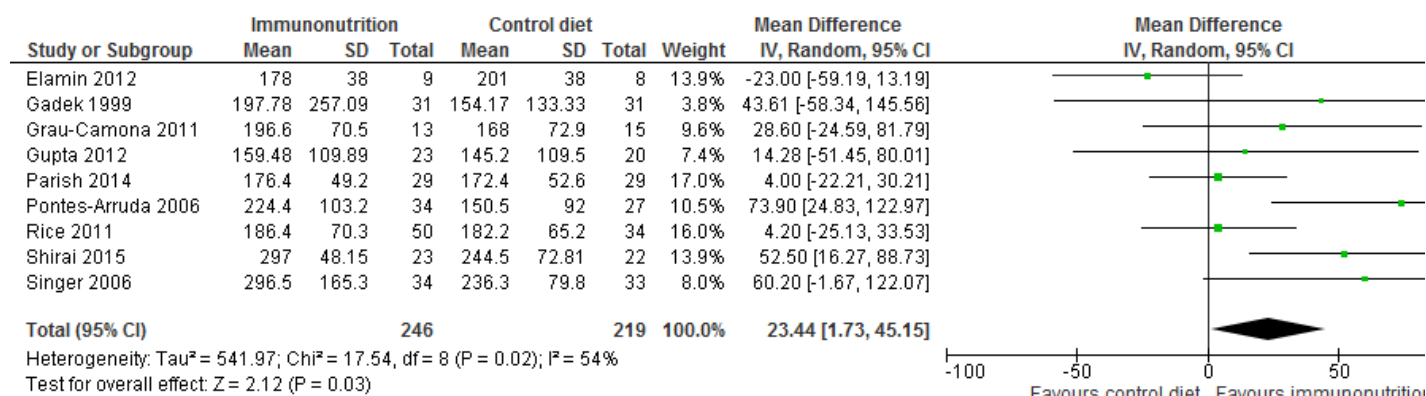 Immunonutrition Control diet Mean Difference Mean Difference
Study or Subgroup Mean SD Total Mean SD Total Weight IV, Random, 95% CI IV, Random, 95% CI
Elamin 2012 178 38 9 201 38 8 13.9% -23.00 [-59.19, 13.19]
Gadek 1999 197.78 257.09 31 154.17 133.33 31 3.8% 43.61 [-58.34, 145.56]
Grau-Camona 2011 196.6 70.5 13 168 72.9 15 9.6% 28.60 [-24.59, 81.79]
Gupta 2012 159.48 109.89 23 145.2 109.5 20 7.4% 14.28 [-51.45, 80.01]
Parish 2014 176.4 49.2 29 172.4 52.6 29 17.0% 4.00 [-22.21, 30.21]
Pontes-Arruda 2006 224.4 103.2 34 150.5 92 27 10.5% 73.90 [24.83, 122.97]
Rice 2011 186.4 70.3 50 182.2 65.2 34 16.0% 4.20 [-25.13, 33.53]
Shirai 2015 297 48.15 23 244.5 72.81 22 13.9% 52.50 [16.27, 88.73]
Singer 2006 296.5 165.3 34 236.3 79.8 33 8.0% 60.20 [-1.67, 122.07]
Total (95% CI) 246 219 100.0% 23.44 [1.73, 45.15]
Heterogeneity: Tau² = 541.97; Chi² = 17.54, df = 8 (P = 0.02); I² = 54%
Test for overall effect: Z = 2.12 (P = 0.03)
-100 -50 0 50
Favours control diet Favours immunonutrition